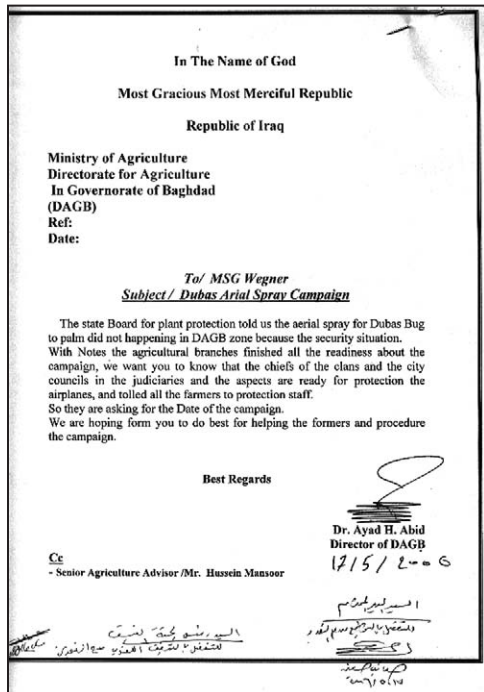 In The Name of God
Most Gracious Most Merciful Republic
Republic of Iraq
Ministry of Agriculture
Directorate for Agriculture
In Governorate of Baghdad
(DAGB)
Ref:
Date:
To/ MSG Wegner
Subject / Dubas Arial Spray Campaign
The state Board for plant protection told us the aerial spray for Dubas Bug
to palm did not happening in DAGB zone because the security situation.
With Notes the agricultural branches finished all the readiness about the
campaign, we want you to know that the chiefs of the clans and the city
councils in the judiciaries and the aspects are ready for protection the
airplanes, and tolled all the farmers to protection staff.
So they are asking for the Date of the campaign.
We are hoping form you to do best for helping the formers and procedure
the campaign.
Best Regards
Dr. Ayad H. Abid
Director of DAGB
17/5/2006
Cc
- Senior Agriculture Advisor /Mr. Hussein Mansoor